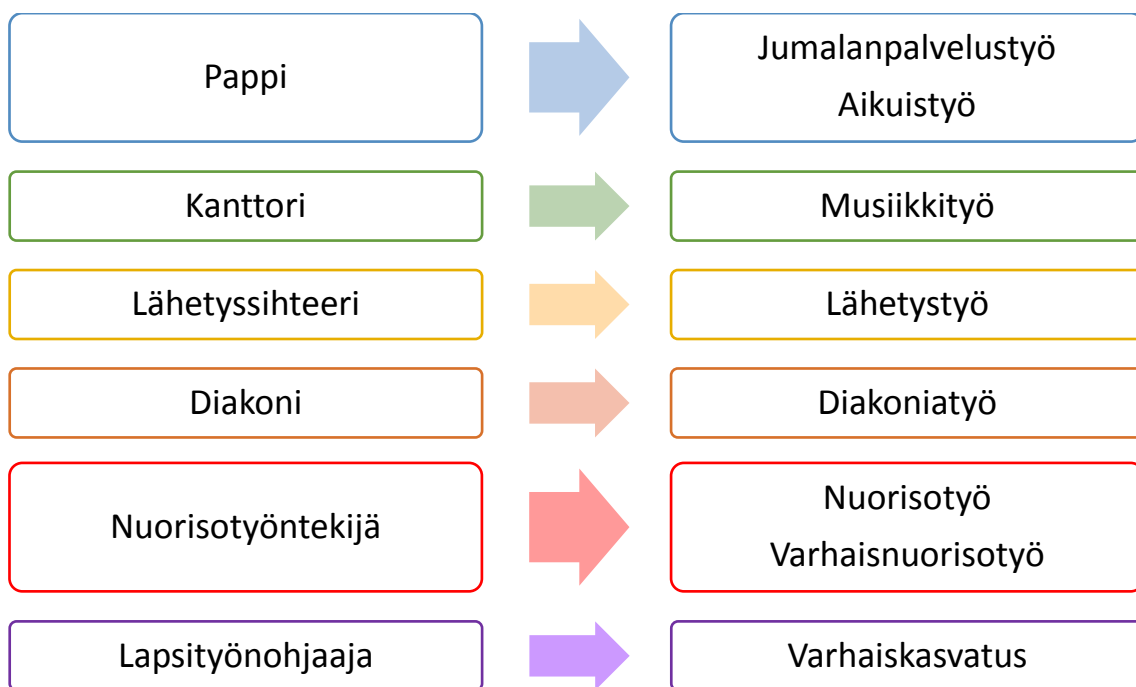 Pappi
Jumalanpalvelustyö
Aikuistyö
Kanttori
Musiikkityö
Lähetyssihteeri
Lähetystyö
Diakoni
Diakoniatyö
Nuorisotyöntekijä
Nuorisotyö
Varhaisnuorisotyö
Lapsityönohjaaja
Varhaiskasvatus